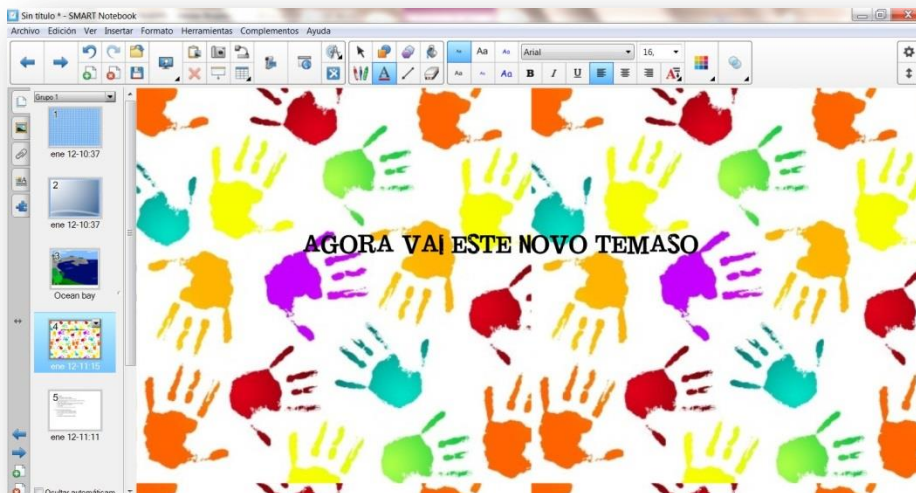 Sin título * - SMART Notebook
Archivo Edición Ver Insertar Formato Herramientas Complementos Ayuda
Aa Aa Arial 16,
Aa Aa B I U A
Grupo 1
1
ene 12-10:37
2
ene 12-10:37
3
Ocean bay
4
ene 12-11:15
5
ene 12-11:11
AGORA VAI ESTE NOVO TEMASO